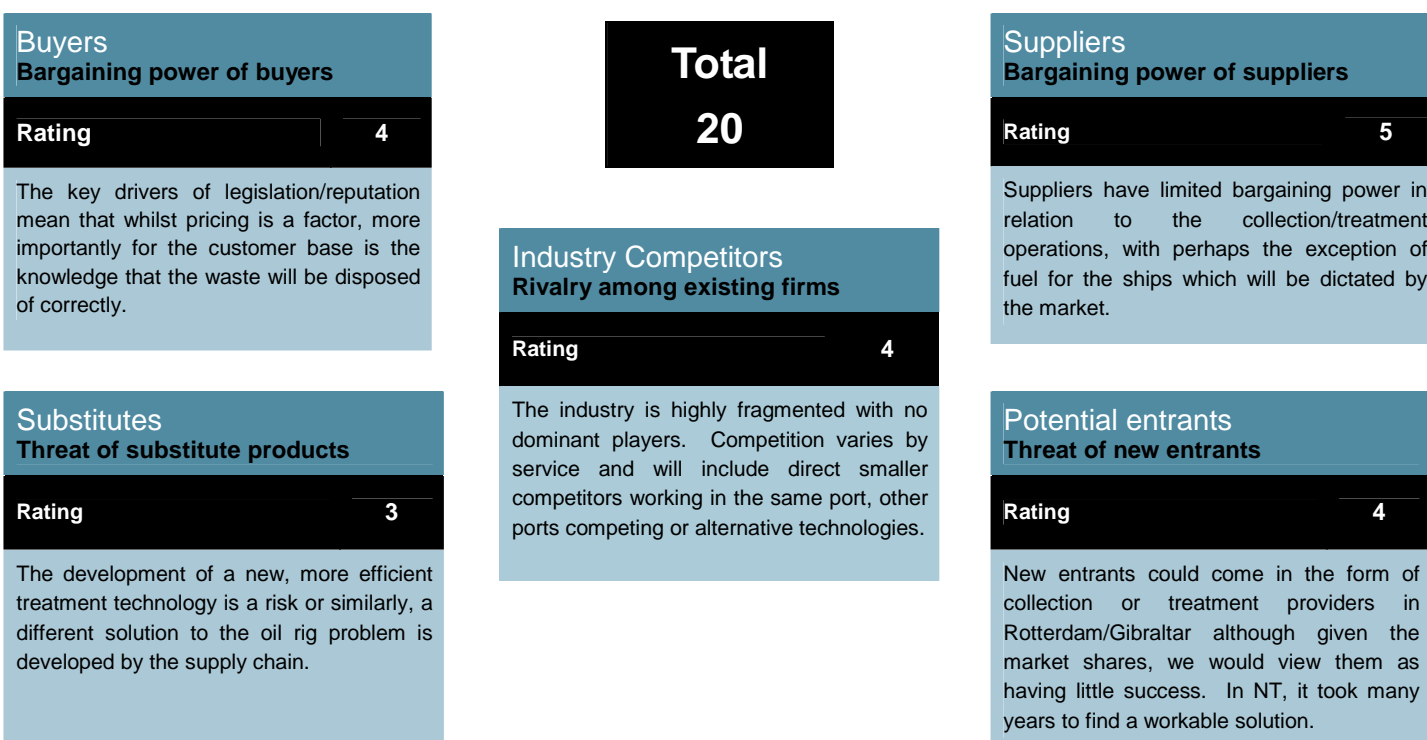 Buyers
Bargaining power of buyers
Rating 4
The key drivers of legislation/reputation
mean that whilst pricing is a factor, more
importantly for the customer base is the
knowledge that the waste will be disposed
of correctly.
Total
20
Suppliers
Bargaining power of suppliers
Rating 5
Suppliers have limited bargaining power in
relation to the collection/treatment
operations, with perhaps the exception of
fuel for the ships which will be dictated by
the market.
Industry Competitors
Rivalry among existing firms
Rating 4
The industry is highly fragmented with no
dominant players. Competition varies by
service and will include direct smaller
competitors working in the same port, other
ports competing or alternative technologies.
Substitutes
Threat of substitute products
Rating 3
The development of a new, more efficient
treatment technology is a risk or similarly, a
different solution to the oil rig problem is
developed by the supply chain.
Potential entrants
Threat of new entrants
Rating 4
New entrants could come in the form of
collection or treatment providers in
Rotterdam/Gibraltar although given the
market shares, we would view them as
having little success. In NT, it took many
years to find a workable solution.